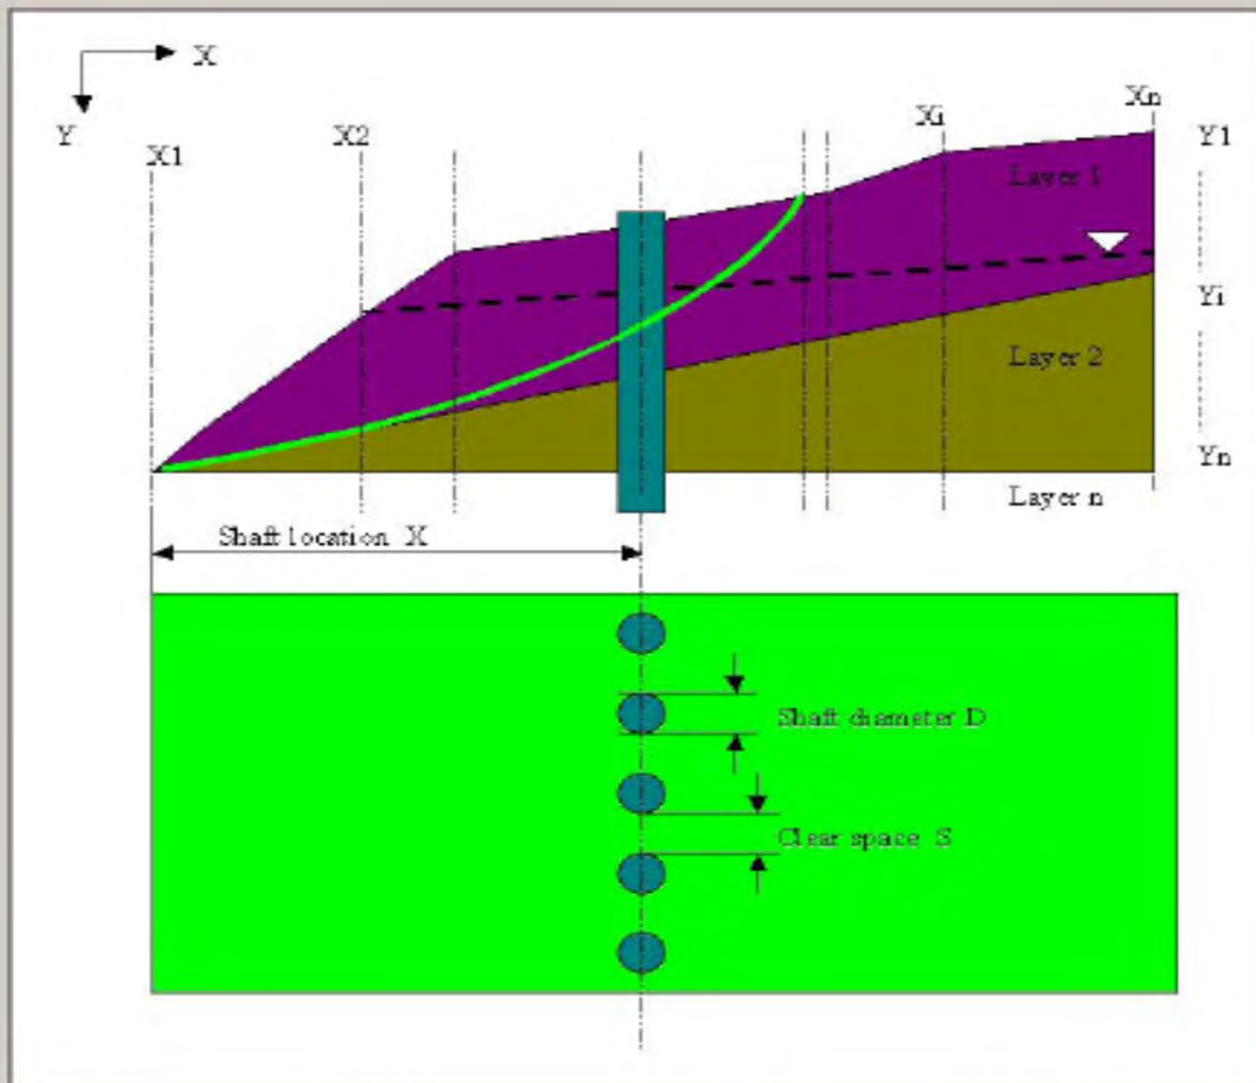 X
Y
X1
X2
Xi
Xn
Y1
Layer 1
Yi
Layer 2
Yn
Layer n
Shaft location X
Shaft diameter D
Clear space S